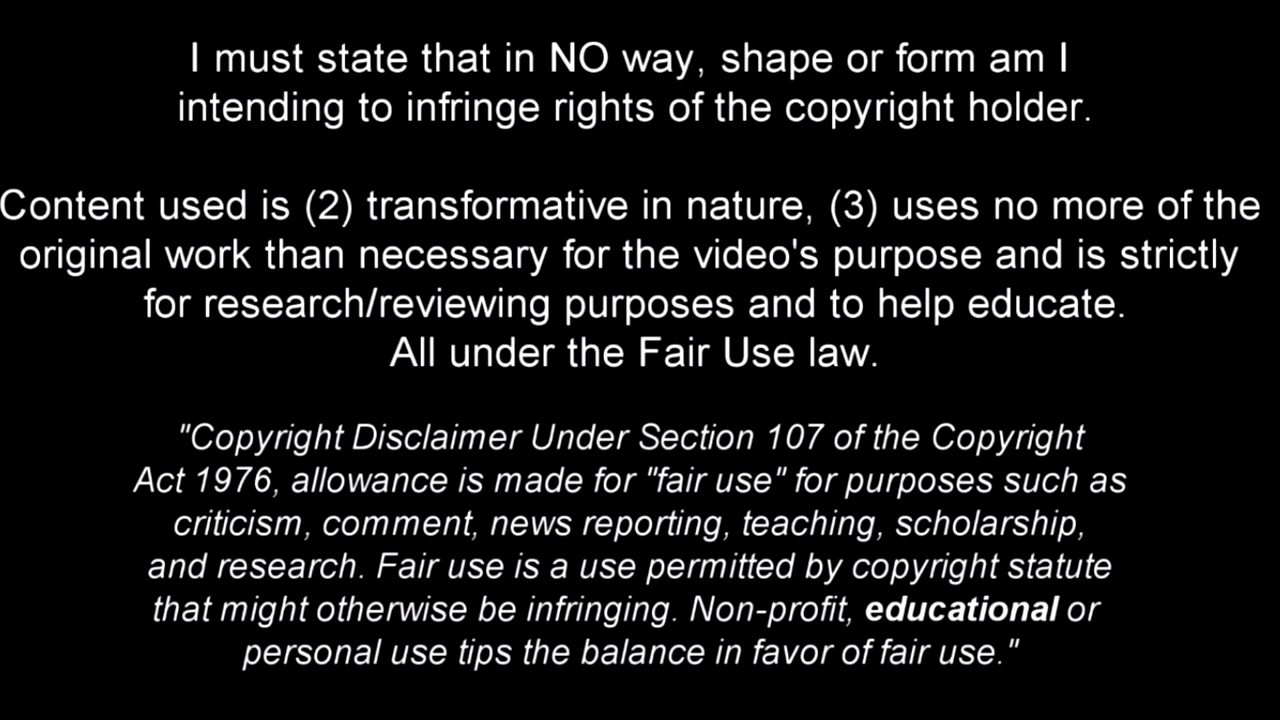 I must state that in NO way, shape or form am I
intending to infringe rights of the copyright holder.
Content used is (2) transformative in nature, (3) uses no more of the
original work than necessary for the video's purpose and is strictly
for research/reviewing purposes and to help educate.
All under the Fair Use law.
"Copyright Disclaimer Under Section 107 of the Copyright
Act 1976, allowance is made for "fair use" for purposes such as
criticism, comment, news reporting, teaching, scholarship,
and research. Fair use is a use permitted by copyright statute
that might otherwise be infringing. Non-profit, educational or
personal use tips the balance in favor of fair use."